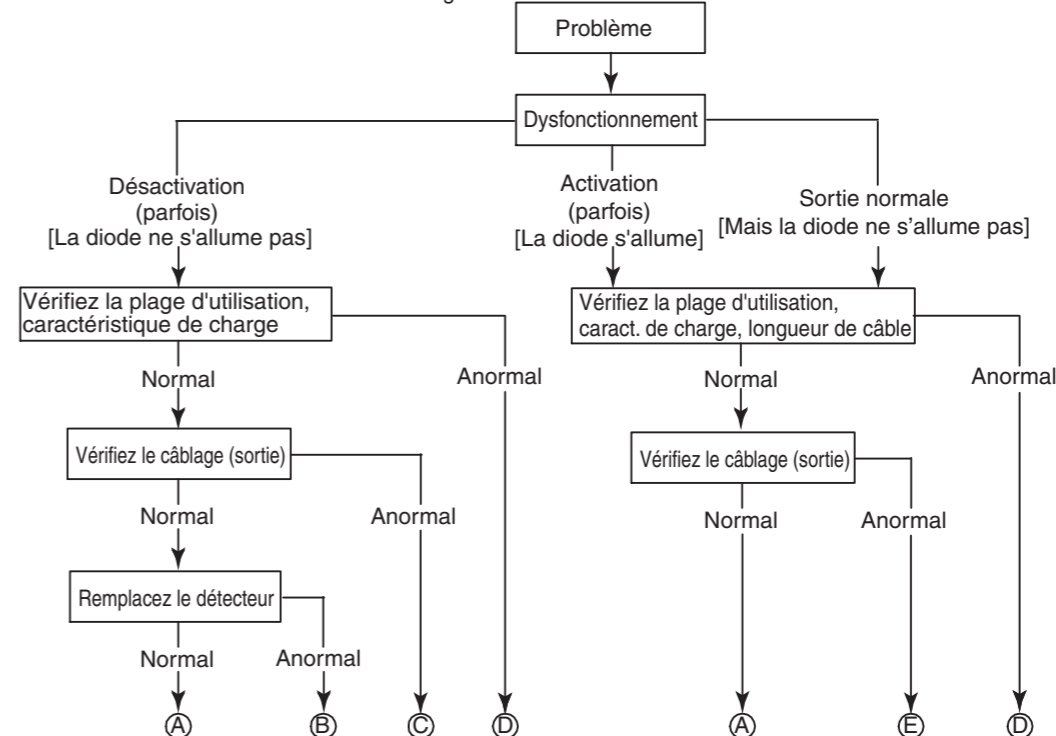 Problème
Dysfonctionnement
Désactivation
(parfois)
[La diode ne s'allume pas]
Activation
(parfois)
[La diode s'allume]
Sortie normale
[Mais la diode ne s’allume pas]
Vérifiez la plage d'utilisation,
caractéristique de charge
Vérifiez la plage d'utilisation,
caract. de charge, longueur de câble
Normal
Anormal
Normal
Anormal
Vérifiez le câblage (sortie)
Vérifiez le câblage (sortie)
Normal
Anormal
Normal
Anormal
Remplacez le détecteur
Normal
Anormal
A
B
C
D
A
E
D